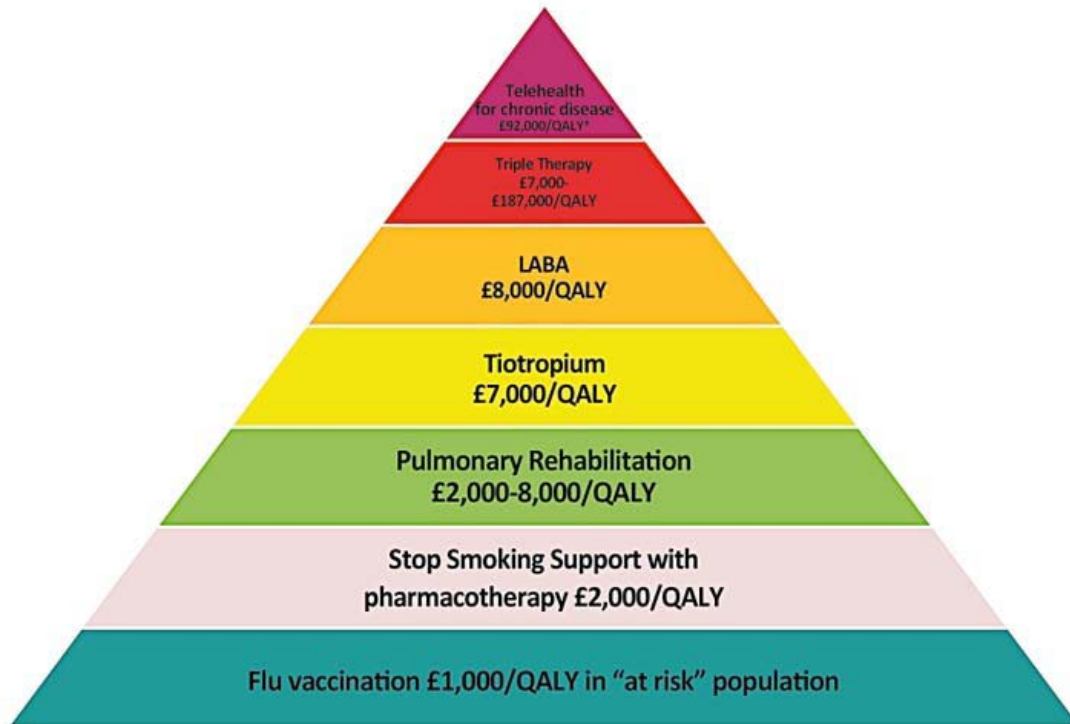 Telehealth
for chronic disease
£92,000/QALY*
Triple Therapy
£7,000-
£187,000/QALY
LABA
£8,000/QALY
Tiotropium
£7,000/QALY
Pulmonary Rehabilitation
£2,000-8,000/QALY
Stop Smoking Support with
pharmacotherapy £2,000/QALY
Flu vaccination £1,000/QALY in “at risk” population